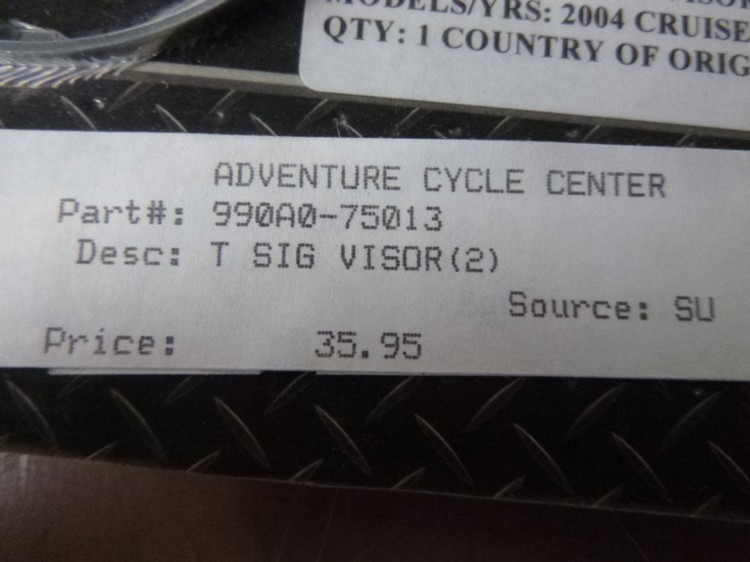 MODELS/YRS: 2004 CRUISE
QTY: 1 COUNTRY OF ORIG
ADVENTURE CYCLE CENTER
Part#: 990A0-75013
Desc: T SIG VISOR(2)
Source: SU
Price: 35.95